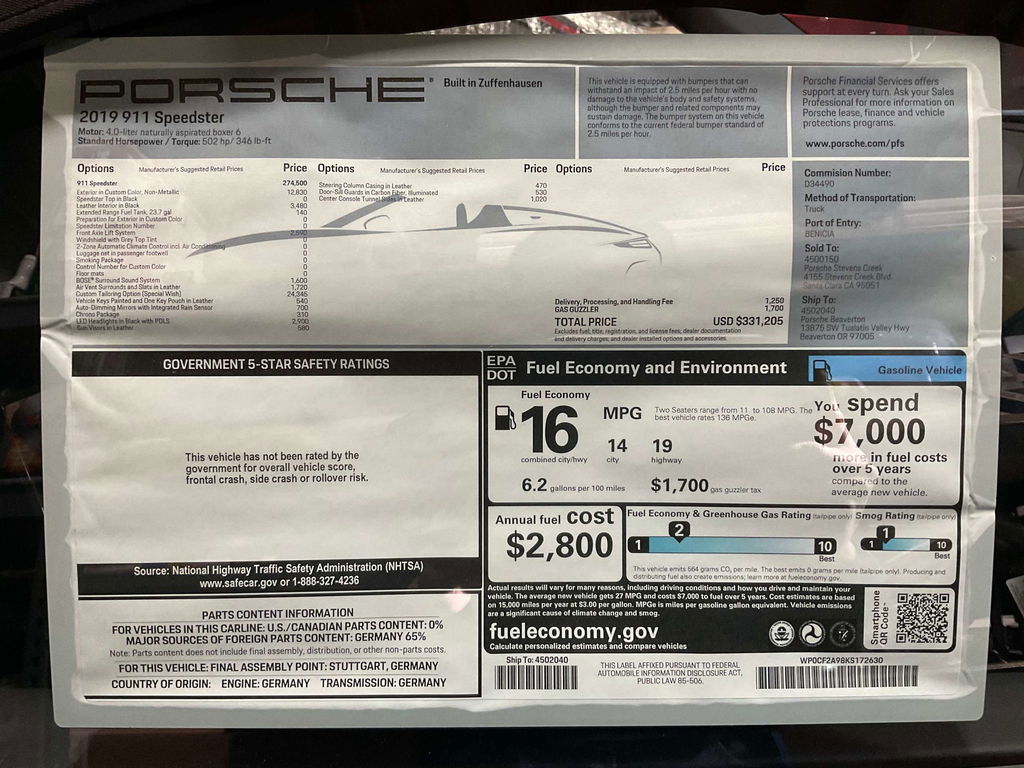 PORSCHE® Built in Zuffenhausen
2019 911 Speedster
Motor: 4.0-liter naturally aspirated boxer 6
Standard Horsepower / Torque: 502 hp/ 346 lb-ft
This vehicle is equipped with bumpers that can
withstand an impact of 2.5 miles per hour with no
damage to the vehicle's body and safety systems,
although the bumper and related components may
sustain damage. The bumper system on this vehicle
conforms to the current federal bumper standard of
2.5 miles per hour.
Porsche Financial Services offers
support at every turn. Ask your Sales
Professional for more information on
Porsche lease, finance and vehicle
protections programs.
www.porsche.com/pfs
Options Manufacturer's Suggested Retail Prices Price
911 Speedster 274,500
Exterior in Custom Color, Non-Metallic 12,830
Speedster Top in Black 0
Leather Interior in Black 3,480
Extended Range Fuel Tank, 23.7 gal 140
Preparation for Exterior in Custom Color 0
Speedster Limitation Number 0
Front Axle Lift System 2,590
Windshield with Grey Top Tint 0
2-Zone Automatic Climate Control incl. Air Conditioning 0
Luggage net in passenger footwell 0
Smoking Package 0
Control Number for Custom Color 0
Floor mats 0
BOSE® Surround Sound System 1,600
Air Vent Surrounds and Slats in Leather 1,720
Custom Tailoring Option (Special Wish) 24,345
Vehicle Keys Painted and One Key Pouch in Leather 540
Auto-Dimming Mirrors with Integrated Rain Sensor 700
Chrono Package 310
LED Headlights in Black with PDLS 2,900
Sun Visors in Leather 580
Options Manufacturer's Suggested Retail Prices Price
Steering Column Casing in Leather 470
Door-Sill Guards in Carbon Fiber, Illuminated 530
Center Console Tunnel Sides in Leather 1,020
Options Manufacturer's Suggested Retail Prices Price
Delivery, Processing, and Handling Fee 1,250
GAS GUZZLER 1,700
TOTAL PRICE USD $331,205
Excludes fuel; title, registration, and license fees; dealer documentation
and delivery charges; and dealer installed options and accessories.
Commision Number:
D34490
Method of Transportation:
Truck
Port of Entry:
BENICIA
Sold To:
4500150
Porsche Stevens Creek
4155 Stevens Creek Blvd.
Santa Clara CA 95051
Ship To:
4502040
Porsche Beaverton
13875 SW Tualatin Valley Hwy
Beaverton OR 97005
GOVERNMENT 5-STAR SAFETY RATINGS
This vehicle has not been rated by the
government for overall vehicle score,
frontal crash, side crash or rollover risk.
Source: National Highway Traffic Safety Administration (NHTSA)
www.safecar.gov or 1-888-327-4236
PARTS CONTENT INFORMATION
FOR VEHICLES IN THIS CARLINE: U.S./CANADIAN PARTS CONTENT: 0%
MAJOR SOURCES OF FOREIGN PARTS CONTENT: GERMANY 65%
Note: Parts content does not include final assembly, distribution, or other non-parts costs.
FOR THIS VEHICLE: FINAL ASSEMBLY POINT: STUTTGART, GERMANY
COUNTRY OF ORIGIN: ENGINE: GERMANY TRANSMISSION: GERMANY
EPA
DOT
Fuel Economy and Environment
Gasoline Vehicle
Fuel Economy
16 MPG
combined city/hwy
14
city
19
highway
Two Seaters range from 11 to 108 MPG. The
best vehicle rates 136 MPGe.
6.2 gallons per 100 miles
$1,700 gas guzzler tax
You spend
$7,000
more in fuel costs
over 5 years
compared to the
average new vehicle.
Annual fuel cost
$2,800
Fuel Economy & Greenhouse Gas Rating (tailpipe only)
2
1 10
Best
Smog Rating (tailpipe only)
1
1 10
Best
This vehicle emits 564 grams CO2 per mile. The best emits 0 grams per mile (tailpipe only). Producing and
distributing fuel also create emissions; learn more at fueleconomy.gov.
Actual results will vary for many reasons, including driving conditions and how you drive and maintain your
vehicle. The average new vehicle gets 27 MPG and costs $7,000 to fuel over 5 years. Cost estimates are based
on 15,000 miles per year at $3.00 per gallon. MPGe is miles per gasoline gallon equivalent. Vehicle emissions
are a significant cause of climate change and smog.
fueleconomy.gov
Calculate personalized estimates and compare vehicles
Smartphone
QR Code™
Ship To: 4502040
THIS LABEL AFFIXED PURSUANT TO FEDERAL
AUTOMOBILE INFORMATION DISCLOSURE ACT,
PUBLIC LAW 85-506.
WP0CF2A98KS172630